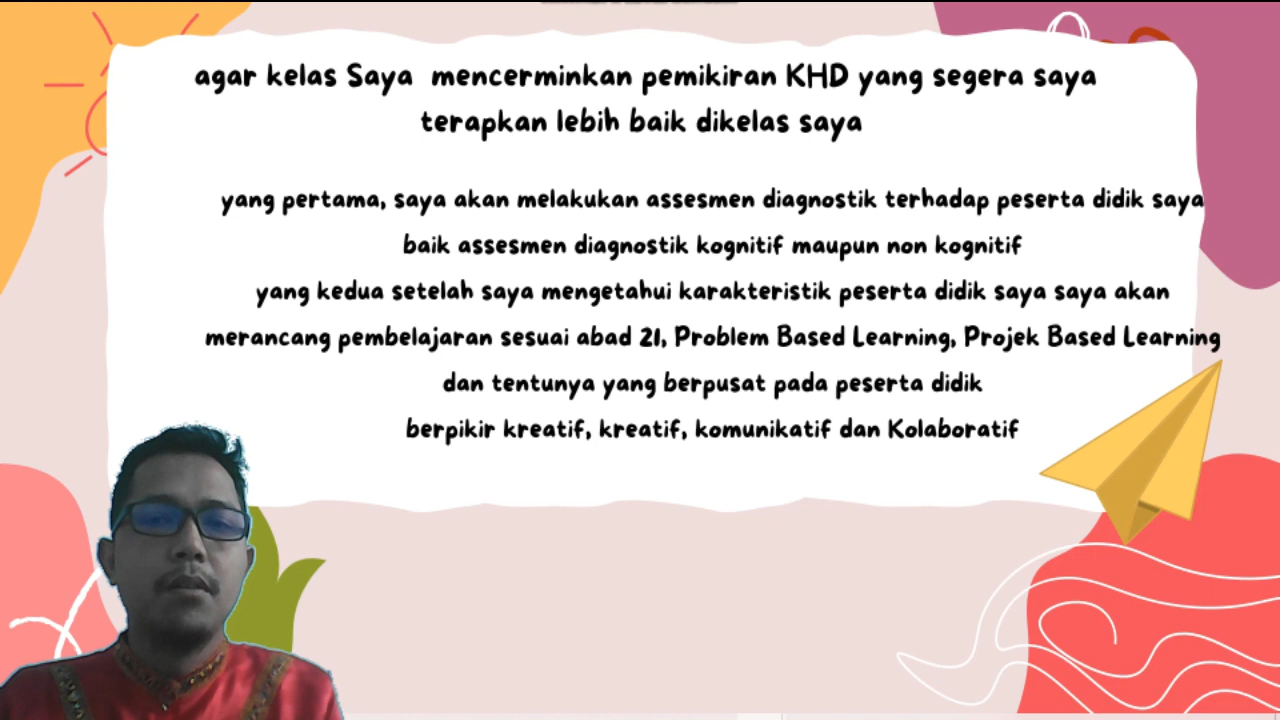 agar kelas Saya mencerminkan pemikiran KHD yang segera saya
terapkan lebih baik dikelas saya
yang pertama, saya akan melakukan assesmen diagnostik terhadap peserta didik saya
baik assesmen diagnostik kognitif maupun non kognitif
yang kedua setelah saya mengetahui karakteristik peserta didik saya saya akan
merancang pembelajaran sesuai abad 21, Problem Based Learning, Projek Based Learning
dan tentunya yang berpusat pada peserta didik
berpikir kreatif, kreatif, komunikatif dan Kolaboratif